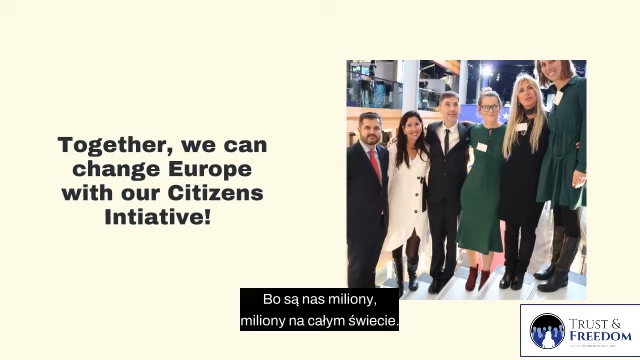 Together, we can
change Europe
with our Citizens
Intiative!
Bo są nas miliony,
miliony na całym świecie.
TRUST &
FREEDOM